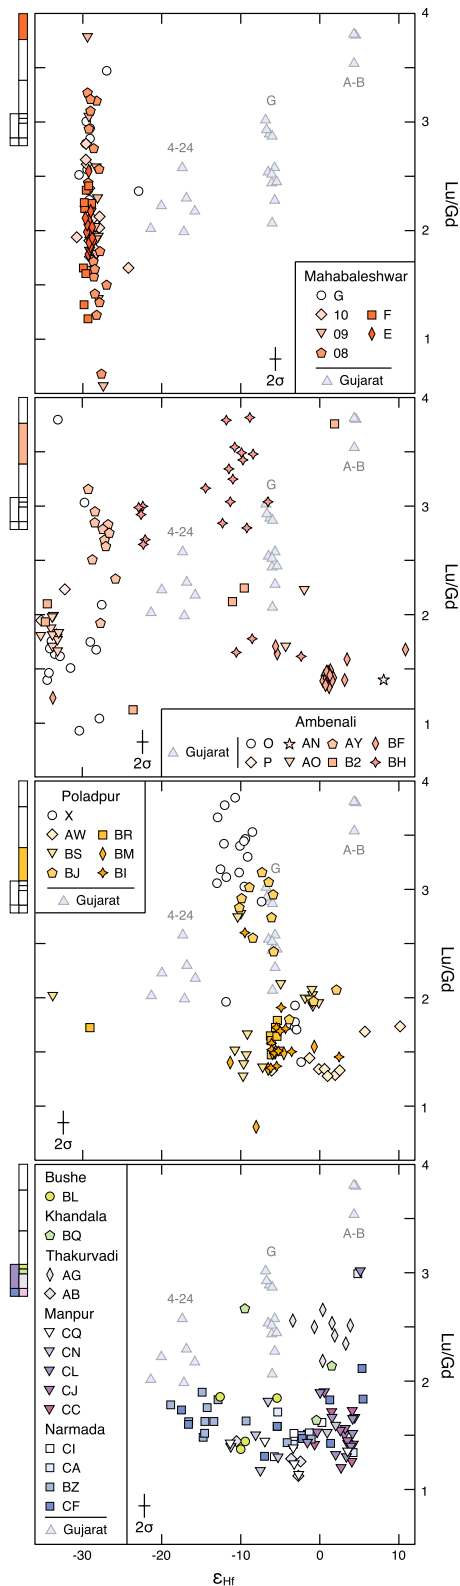 4
3
2
1
Lu/Gd
A-B
G
4-24
Mahabaleshwar
G
10 F
09 E
08
Gujarat
2σ
4
3
2
1
Lu/Gd
A-B
G
4-24
2σ
Ambenali
Gujarat
O AN AY BF
P AO B2 BH
4
3
2
1
Lu/Gd
Poladpur
X
AW BR
BS BM
BJ BI
Gujarat
A-B
G
4-24
2σ
4
3
2
1
Lu/Gd
Bushe
BL
Khandala
BQ
Thakurvadi
AG
AB
Manpur
CQ
CN
CL
CJ
CC
Narmada
CI
CA
BZ
CF
Gujarat
A-B
G
4-24
2σ
-30 -20 -10 0 10
εHf